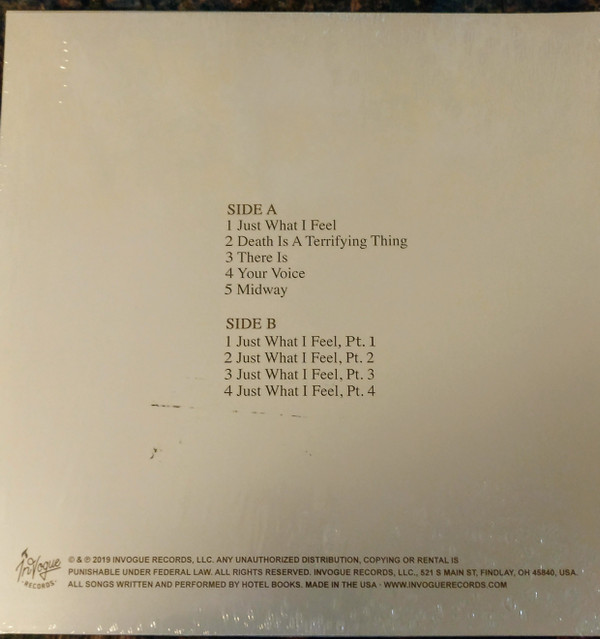 SIDE A
1 Just What I Feel
2 Death Is A Terrifying Thing
3 There Is
4 Your Voice
5 Midway
SIDE B
1 Just What I Feel, Pt. 1
2 Just What I Feel, Pt. 2
3 Just What I Feel, Pt. 3
4 Just What I Feel, Pt. 4
InVogue
RECORDS
© & ℗ 2019 INVOGUE RECORDS, LLC. ANY UNAUTHORIZED DISTRIBUTION, COPYING OR RENTAL IS
PUNISHABLE UNDER FEDERAL LAW. ALL RIGHTS RESERVED. INVOGUE RECORDS, LLC., 521 S MAIN ST, FINDLAY, OH 45840, USA.
ALL SONGS WRITTEN AND PERFORMED BY HOTEL BOOKS. MADE IN THE USA · WWW.INVOGUERECORDS.COM